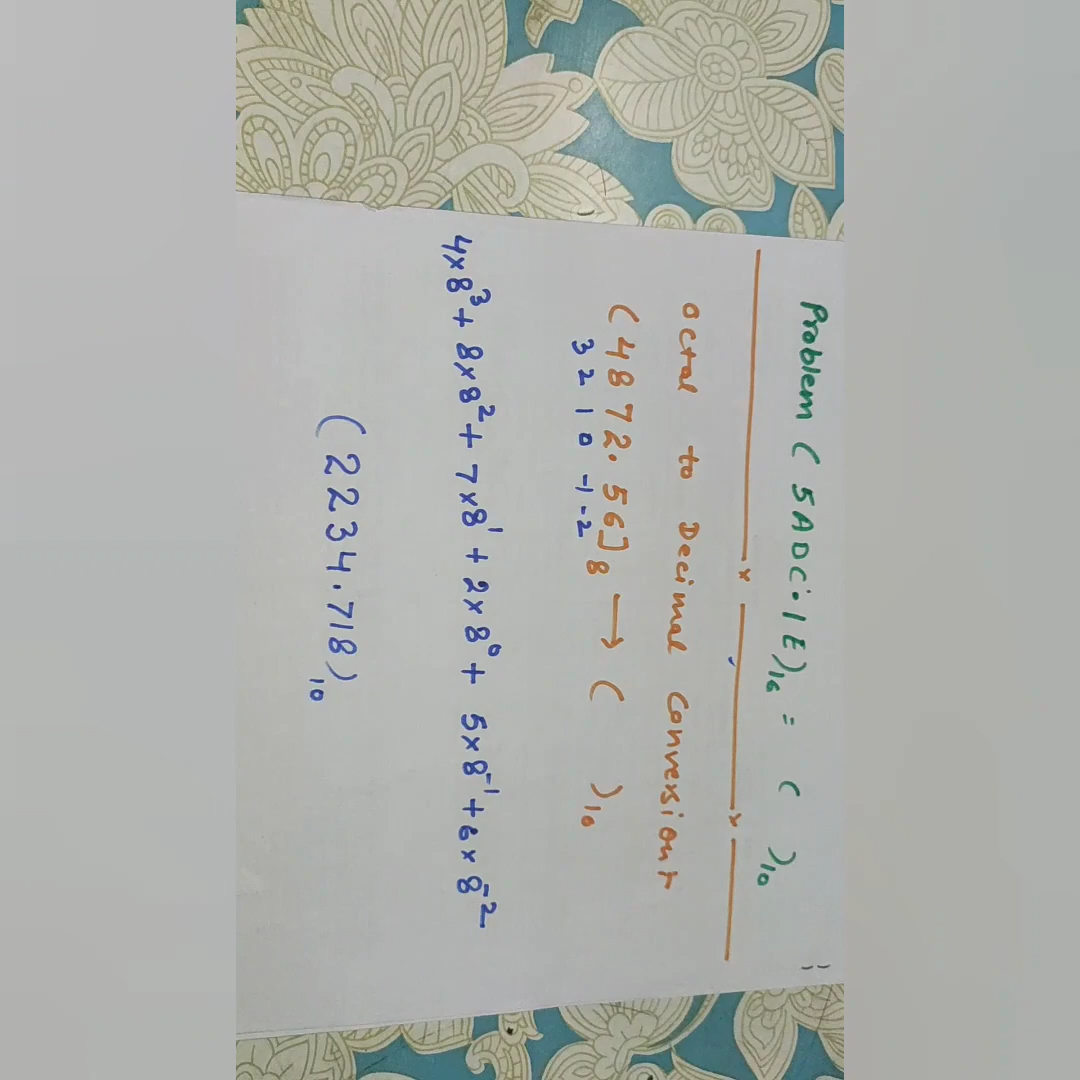 Problem (5ADC.1E)₁₆ = ( )₁₀
x x
octal to Decimal Conversion
(4872.56)₈ → ( )₁₀
3 2 1 0 -1 -2
4×8³ + 8×8² + 7×8¹ + 2×8⁰ + 5×8⁻¹ + 6×8⁻²
(2234.718)₁₀